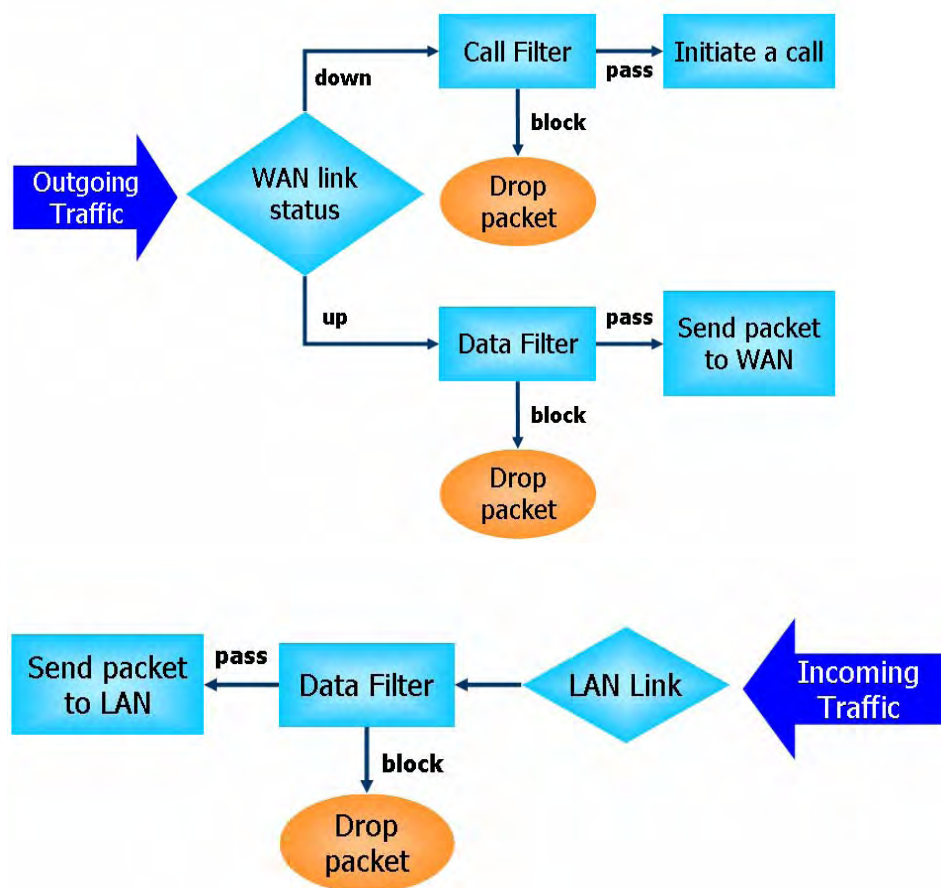 Call Filter
pass
Initiate a call
down
block
Outgoing
Traffic
WAN link
status
Drop
packet
up
Data Filter
pass
Send packet
to WAN
block
Drop
packet
Send packet
to LAN
pass
Data Filter
LAN Link
Incoming
Traffic
block
Drop
packet